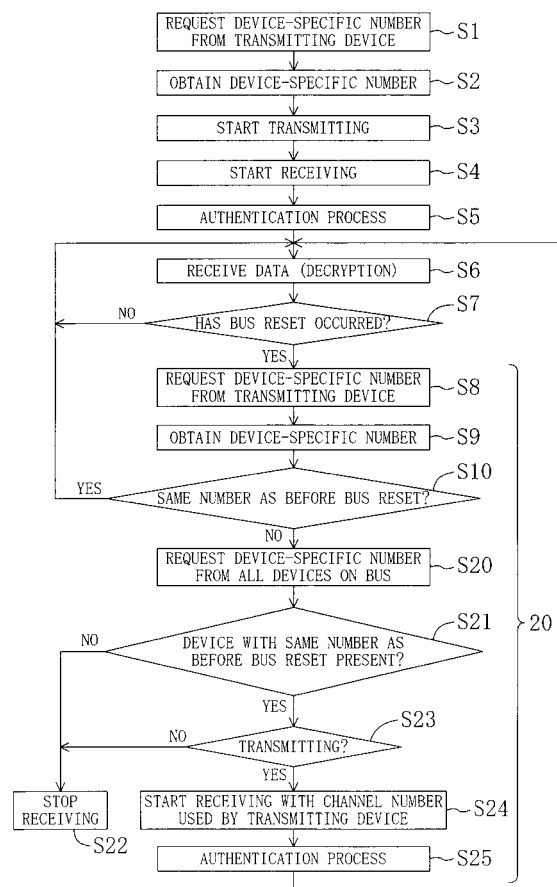 REQUEST DEVICE-SPECIFIC NUMBER
FROM TRANSMITTING DEVICE
S1
OBTAIN DEVICE-SPECIFIC NUMBER
S2
START TRANSMITTING
S3
START RECEIVING
S4
AUTHENTICATION PROCESS
S5
RECEIVE DATA (DECRYPTION)
S6
S7
NO
HAS BUS RESET OCCURRED?
YES
REQUEST DEVICE-SPECIFIC NUMBER
FROM TRANSMITTING DEVICE
S8
OBTAIN DEVICE-SPECIFIC NUMBER
S9
S10
YES
SAME NUMBER AS BEFORE BUS RESET?
NO
REQUEST DEVICE-SPECIFIC NUMBER
FROM ALL DEVICES ON BUS
S20
S21
20
NO
DEVICE WITH SAME NUMBER AS
BEFORE BUS RESET PRESENT?
YES
S23
NO
TRANSMITTING?
YES
STOP
RECEIVING
S22
START RECEIVING WITH CHANNEL NUMBER
USED BY TRANSMITTING DEVICE
S24
AUTHENTICATION PROCESS
S25